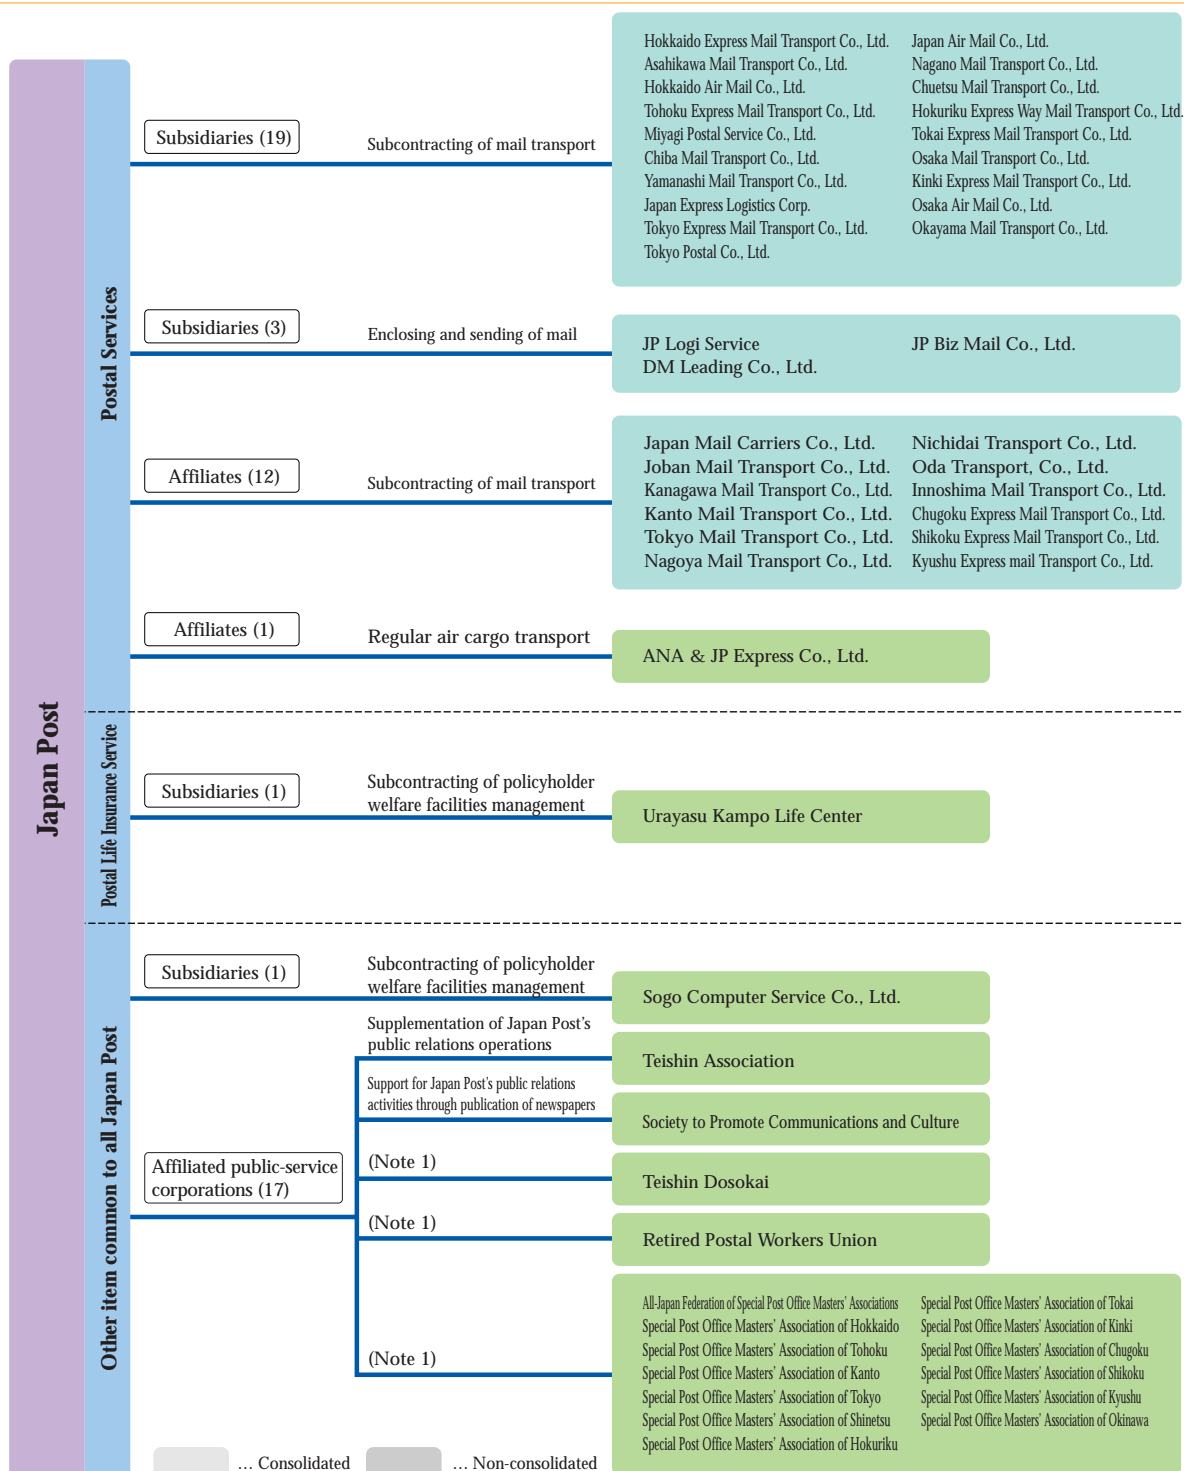 Japan Post
Postal Services
Subsidiaries (19)
Subcontracting of mail transport
Hokkaido Express Mail Transport Co., Ltd.
Asahikawa Mail Transport Co., Ltd.
Hokkaido Air Mail Co., Ltd.
Tohoku Express Mail Transport Co., Ltd.
Miyagi Postal Service Co., Ltd.
Chiba Mail Transport Co., Ltd.
Yamanashi Mail Transport Co., Ltd.
Japan Express Logistics Corp.
Tokyo Express Mail Transport Co., Ltd.
Tokyo Postal Co., Ltd.
Japan Air Mail Co., Ltd.
Nagano Mail Transport Co., Ltd.
Chuetsu Mail Transport Co., Ltd.
Hokuriku Express Way Mail Transport Co., Ltd.
Tokai Express Mail Transport Co., Ltd.
Osaka Mail Transport Co., Ltd.
Kinki Express Mail Transport Co., Ltd.
Osaka Air Mail Co., Ltd.
Okayama Mail Transport Co., Ltd.
Subsidiaries (3)
Enclosing and sending of mail
JP Logi Service
DM Leading Co., Ltd.
JP Biz Mail Co., Ltd.
Affiliates (12)
Subcontracting of mail transport
Japan Mail Carriers Co., Ltd.
Joban Mail Transport Co., Ltd.
Kanagawa Mail Transport Co., Ltd.
Kanto Mail Transport Co., Ltd.
Tokyo Mail Transport Co., Ltd.
Nagoya Mail Transport Co., Ltd.
Nichidai Transport Co., Ltd.
Oda Transport, Co., Ltd.
Innoshima Mail Transport Co., Ltd.
Chugoku Express Mail Transport Co., Ltd.
Shikoku Express Mail Transport Co., Ltd.
Kyushu Express mail Transport Co., Ltd.
Affiliates (1)
Regular air cargo transport
ANA & JP Express Co., Ltd.
Postal Life Insurance Service
Subsidiaries (1)
Subcontracting of policyholder
welfare facilities management
Urayasu Kampo Life Center
Other item common to all Japan Post
Subsidiaries (1)
Subcontracting of policyholder
welfare facilities management
Sogo Computer Service Co., Ltd.
Affiliated public-service
corporations (17)
Supplementation of Japan Post's
public relations operations
Teishin Association
Support for Japan Post's public relations
activities through publication of newspapers
Society to Promote Communications and Culture
(Note 1)
Teishin Dosokai
(Note 1)
Retired Postal Workers Union
(Note 1)
All-Japan Federation of Special Post Office Masters' Associations
Special Post Office Masters' Association of Hokkaido
Special Post Office Masters' Association of Tohoku
Special Post Office Masters' Association of Kanto
Special Post Office Masters' Association of Tokyo
Special Post Office Masters' Association of Shinetsu
Special Post Office Masters' Association of Hokuriku
Special Post Office Masters' Association of Tokai
Special Post Office Masters' Association of Kinki
Special Post Office Masters' Association of Chugoku
Special Post Office Masters' Association of Shikoku
Special Post Office Masters' Association of Kyushu
Special Post Office Masters' Association of Okinawa
… Consolidated
… Non-consolidated